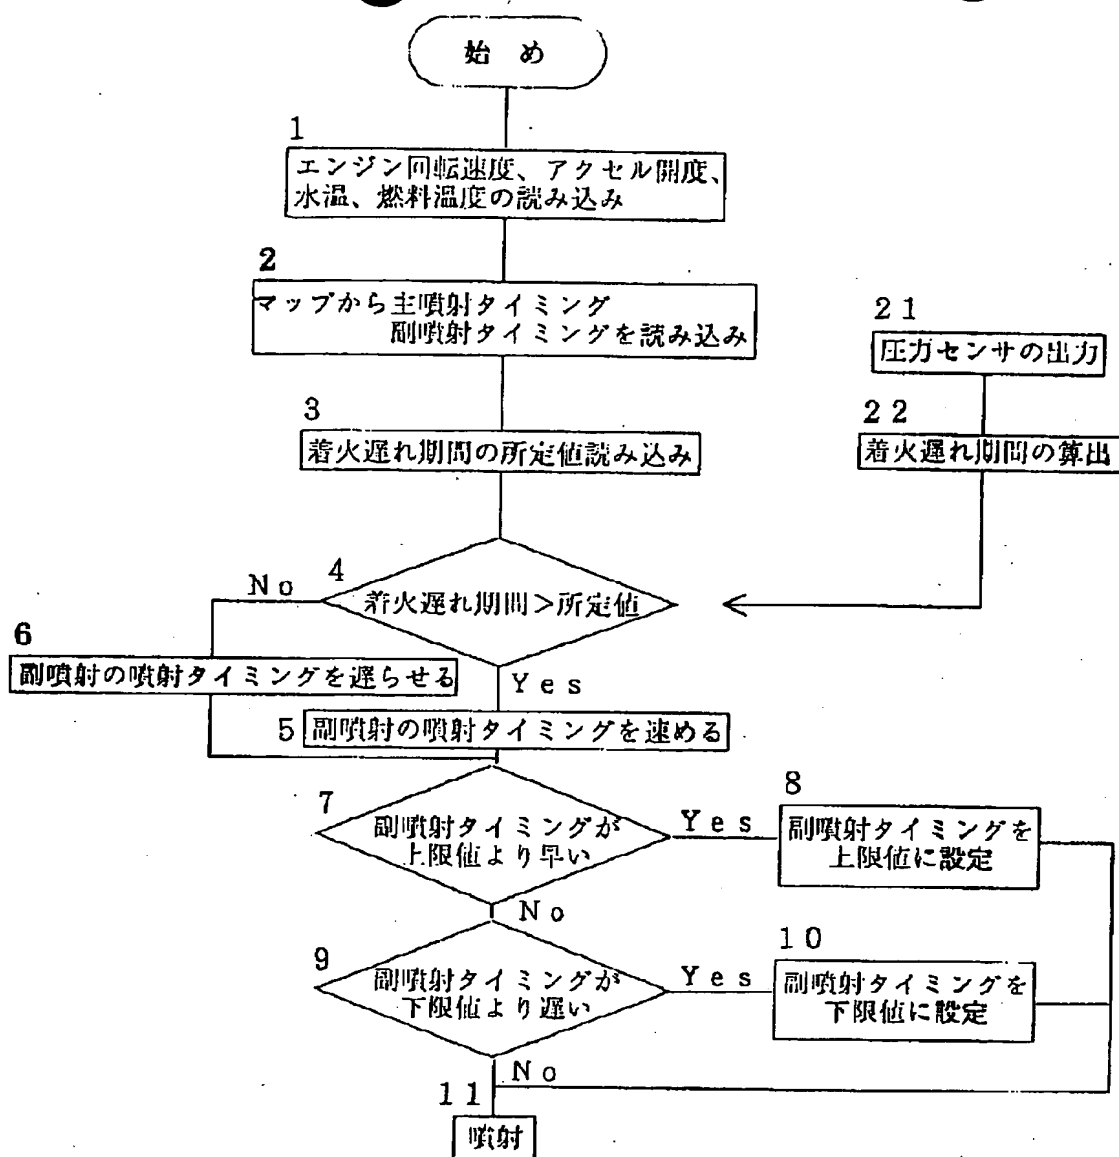 始 め
1
エンジン回転速度、アクセル開度、
水温、燃料温度の読み込み
2
マップから主噴射タイミング
副噴射タイミングを読み込み
21
圧力センサの出力
3
22
着火遅れ期間の所定値読み込み
着火遅れ期間の算出
No
4
着火遅れ期間>所定値
6
副噴射の噴射タイミングを遅らせる
Yes
5
副噴射の噴射タイミングを速める
7
副噴射タイミングが
上限値より早い
Yes
8
副噴射タイミングを
上限値に設定
No
9
副噴射タイミングが
下限値より遅い
Yes
10
副噴射タイミングを
下限値に設定
No
11
噴射